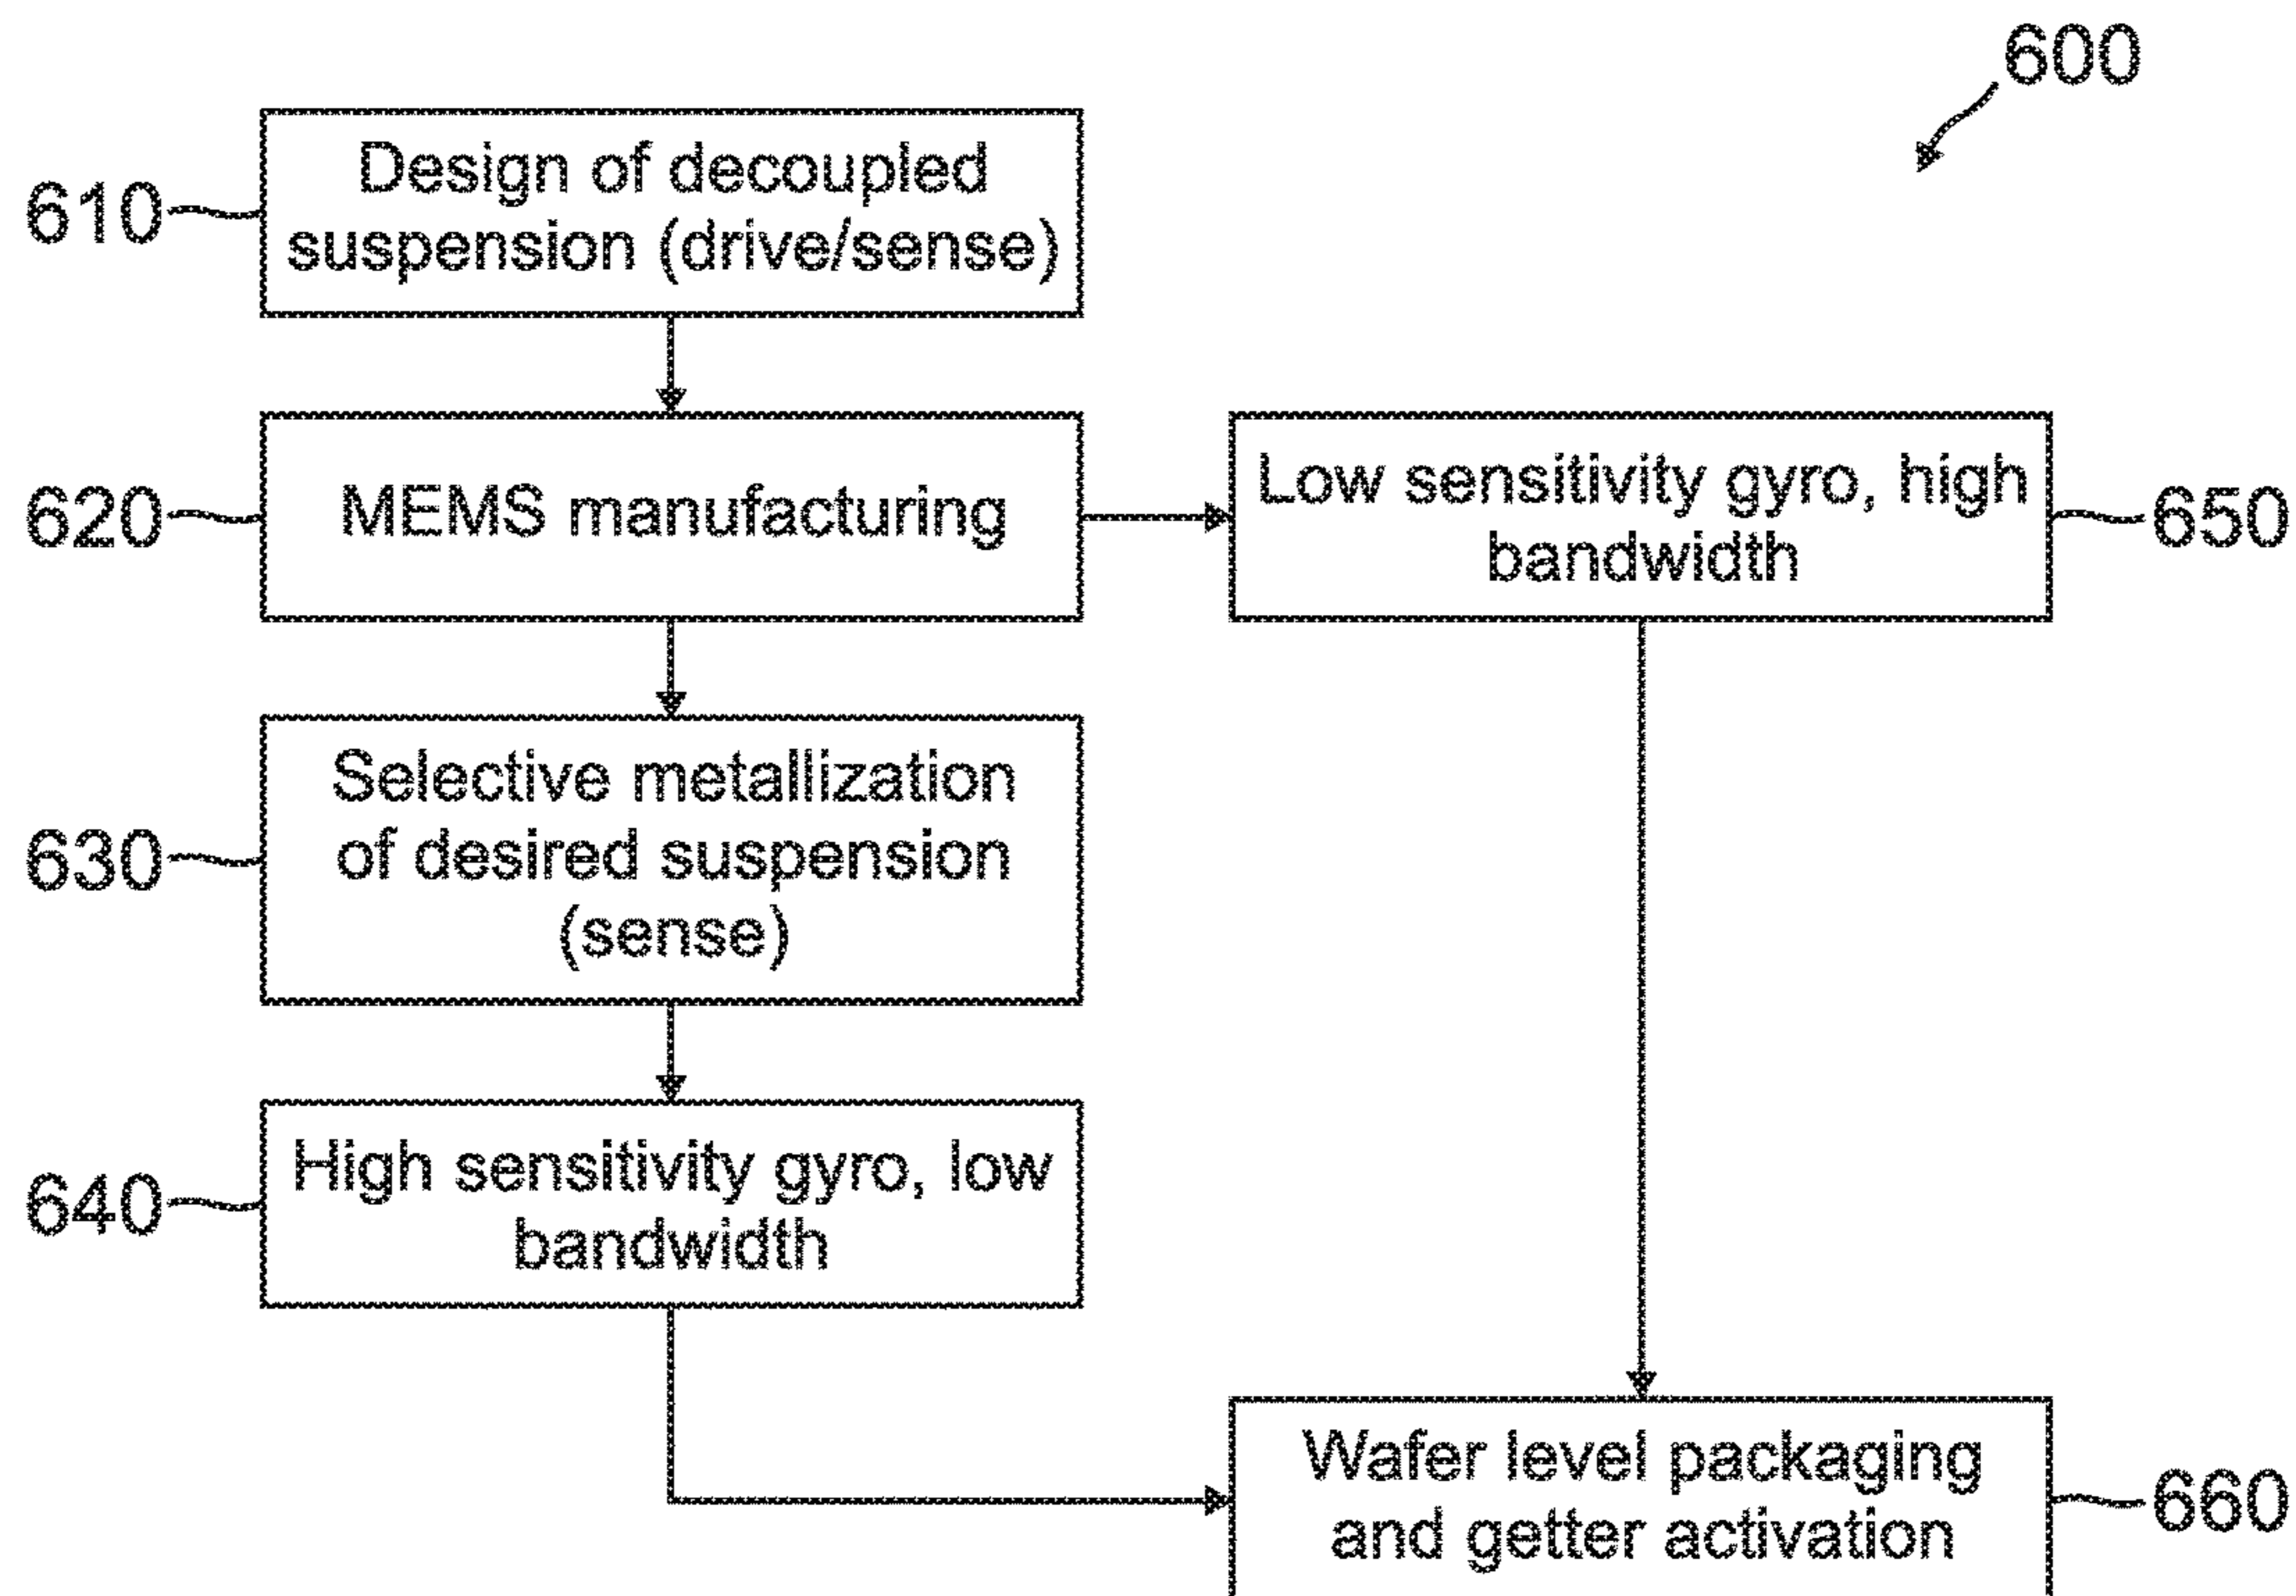 600
610
Design of decoupled
suspension (drive/sense)
620
MEMS manufacturing
Low sensitivity gyro, high
bandwidth
650
630
Selective metallization
of desired suspension
(sense)
640
High sensitivity gyro, low
bandwidth
Wafer level packaging
and getter activation
660